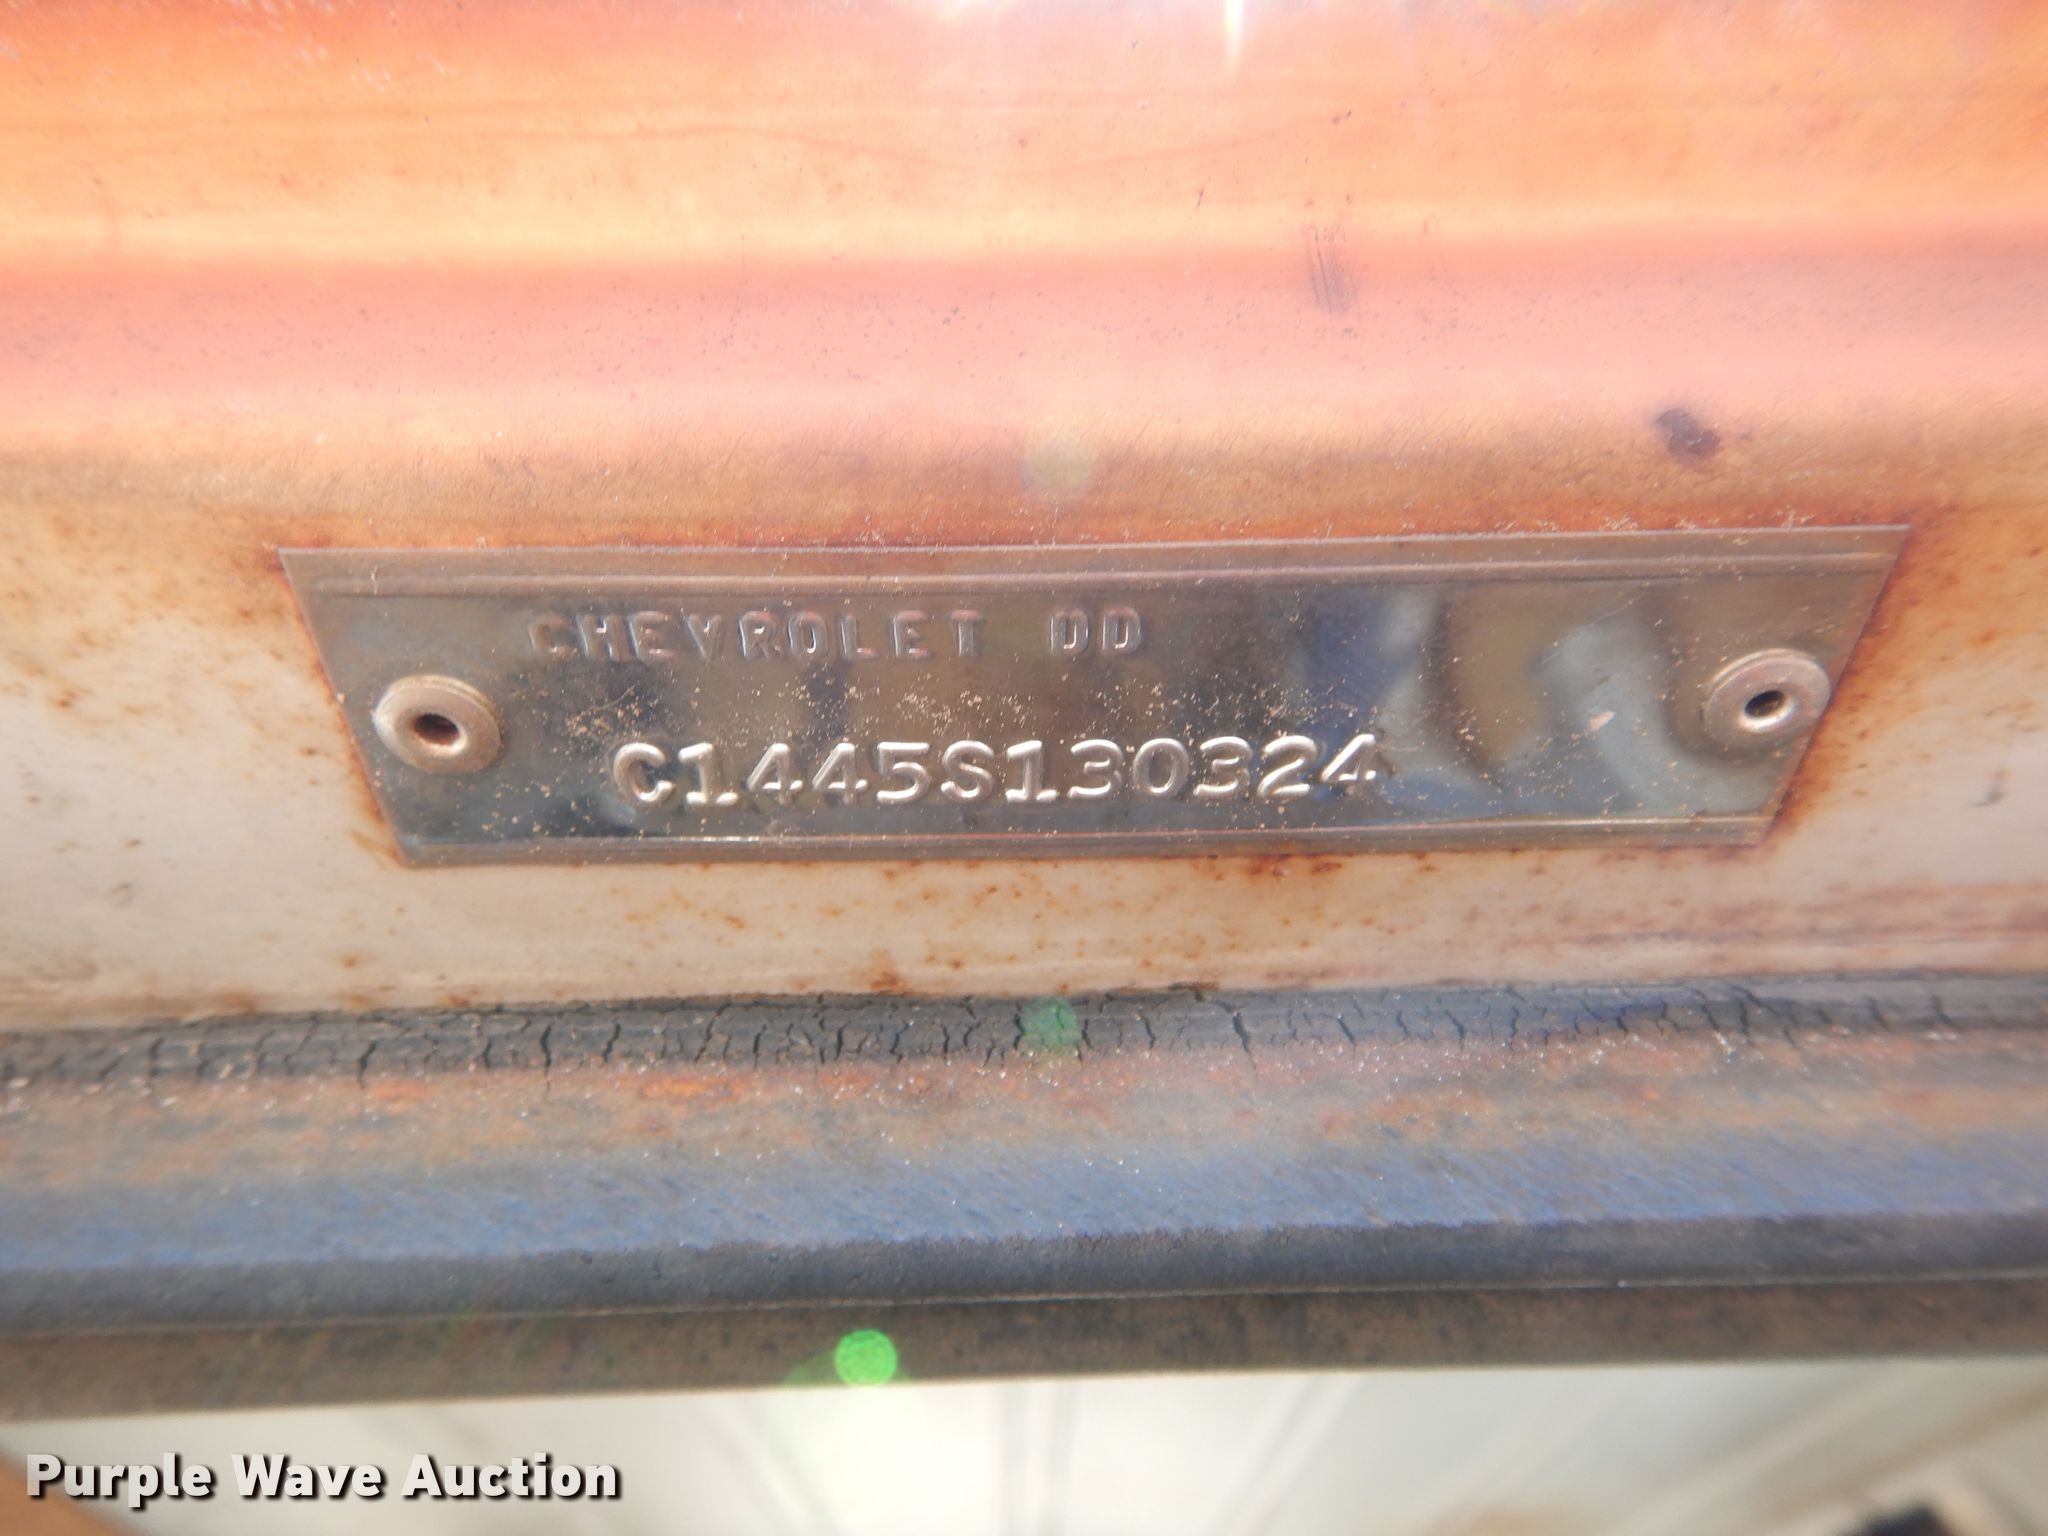 CHEVROLET DD
C1445S130324
Purple Wave Auction